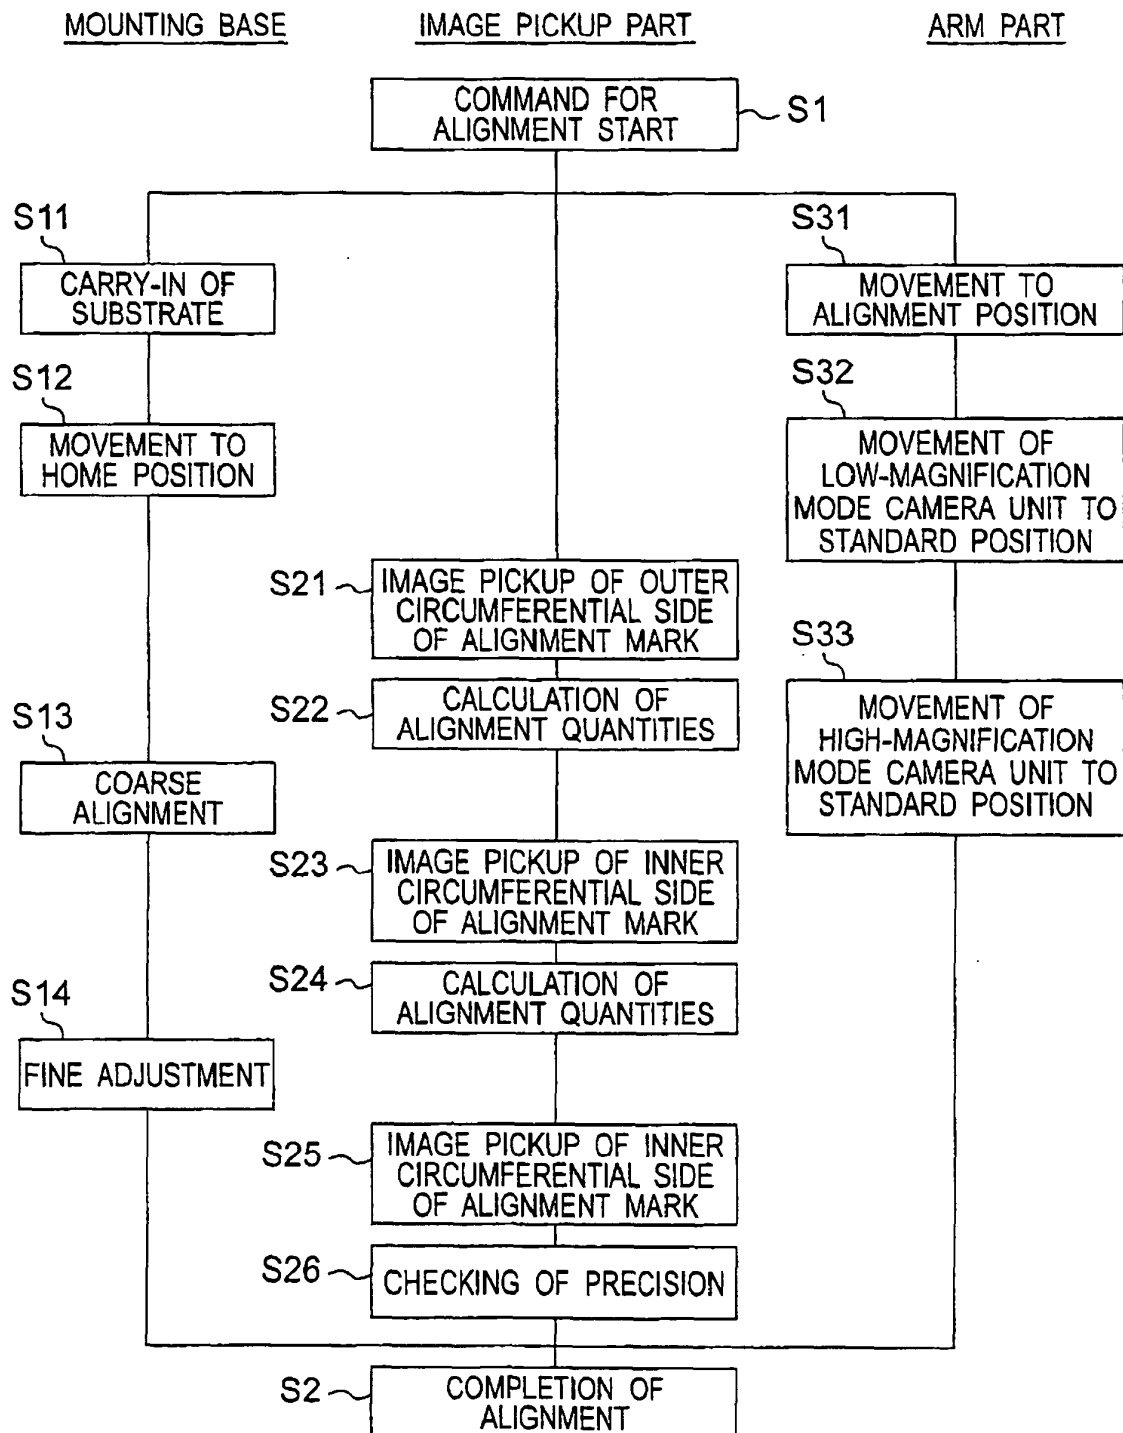 MOUNTING BASE
IMAGE PICKUP PART
ARM PART
COMMAND FOR
ALIGNMENT START
S1
S11
CARRY-IN OF
SUBSTRATE
S12
MOVEMENT TO
HOME POSITION
S13
COARSE
ALIGNMENT
S14
FINE ADJUSTMENT
S21
IMAGE PICKUP OF OUTER
CIRCUMFERENTIAL SIDE
OF ALIGNMENT MARK
S22
CALCULATION OF
ALIGNMENT QUANTITIES
S23
IMAGE PICKUP OF INNER
CIRCUMFERENTIAL SIDE
OF ALIGNMENT MARK
S24
CALCULATION OF
ALIGNMENT QUANTITIES
S25
IMAGE PICKUP OF INNER
CIRCUMFERENTIAL SIDE
OF ALIGNMENT MARK
S26
CHECKING OF PRECISION
S31
MOVEMENT TO
ALIGNMENT POSITION
S32
MOVEMENT OF
LOW-MAGNIFICATION
MODE CAMERA UNIT TO
STANDARD POSITION
S33
MOVEMENT OF
HIGH-MAGNIFICATION
MODE CAMERA UNIT TO
STANDARD POSITION
S2
COMPLETION OF
ALIGNMENT